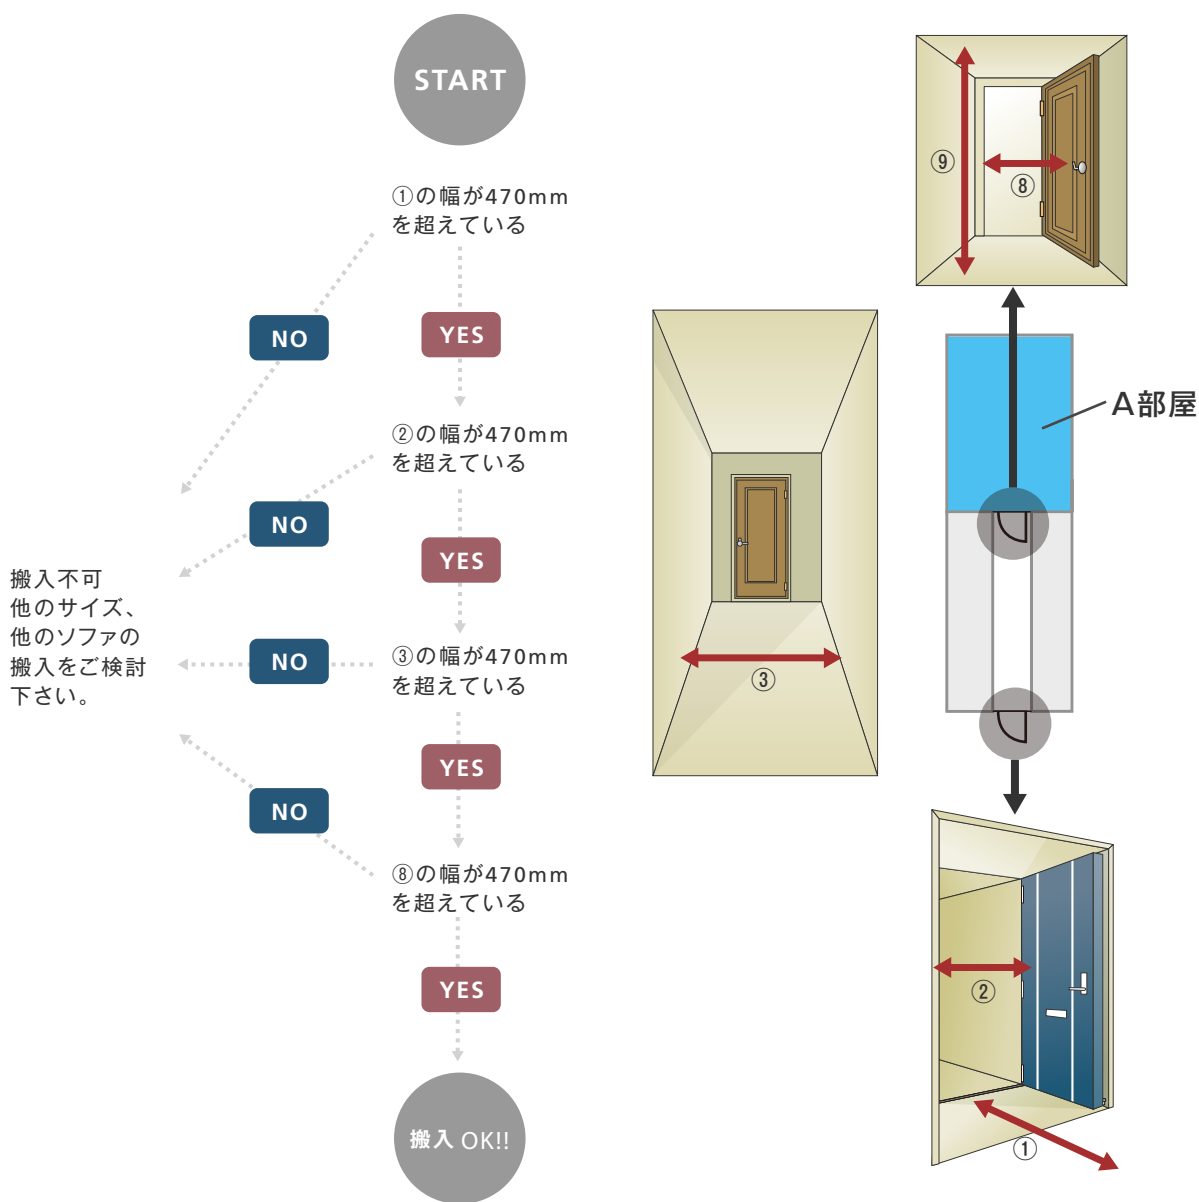 START
①の幅が470mm
を超えている
NO
YES
②の幅が470mm
を超えている
NO
YES
搬入不可
他のサイズ、
他のソファの
搬入をご検討
下さい。
③の幅が470mm
を超えている
NO
YES
NO
⑧の幅が470mm
を超えている
YES
搬入 OK!!
⑨
⑧
A部屋
③
②
①